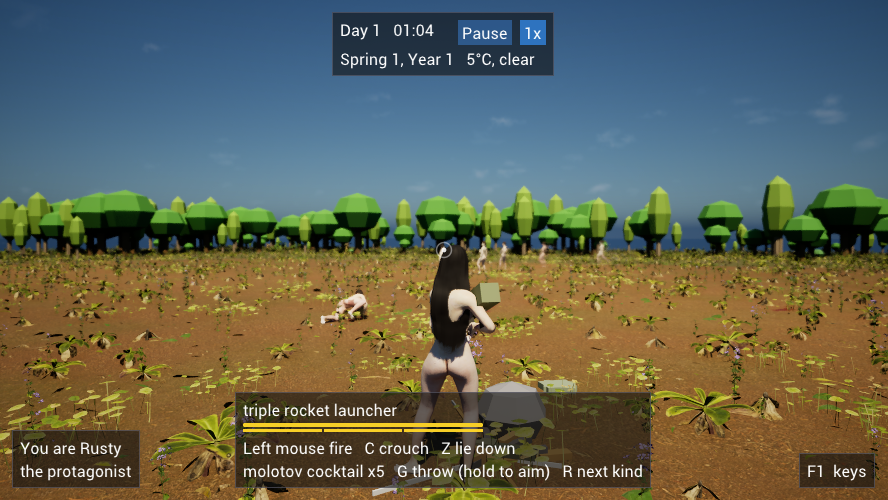 Day 1 01:04 Pause 1x
Spring 1, Year 1 5°C, clear
triple rocket launcher
Left mouse fire C crouch Z lie down
molotov cocktail x5 G throw (hold to aim) R next kind
You are Rusty
the protagonist
F1 keys